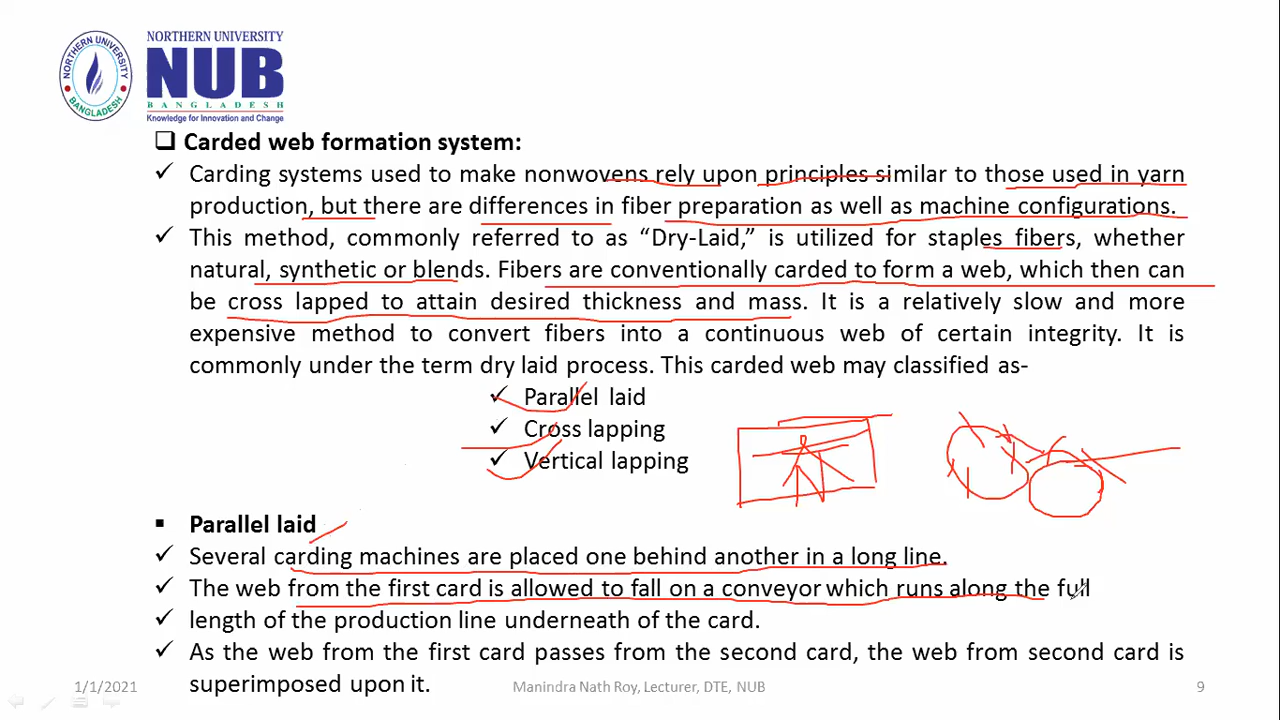 NORTHERN UNIVERSITY
BANGLADESH
NORTHERN UNIVERSITY
NUB
BANGLADESH
Knowledge for Innovation and Change
❑ Carded web formation system:
✓ Carding systems used to make nonwovens rely upon principles similar to those used in yarn
production, but there are differences in fiber preparation as well as machine configurations.
✓ This method, commonly referred to as “Dry-Laid,” is utilized for staples fibers, whether
natural, synthetic or blends. Fibers are conventionally carded to form a web, which then can
be cross lapped to attain desired thickness and mass. It is a relatively slow and more
expensive method to convert fibers into a continuous web of certain integrity. It is
commonly under the term dry laid process. This carded web may classified as-
✓ Parallel laid
✓ Cross lapping
✓ Vertical lapping
▪ Parallel laid
✓ Several carding machines are placed one behind another in a long line.
✓ The web from the first card is allowed to fall on a conveyor which runs along the full
✓ length of the production line underneath of the card.
✓ As the web from the first card passes from the second card, the web from second card is
superimposed upon it.
1/1/2021
Manindra Nath Roy, Lecturer, DTE, NUB
9